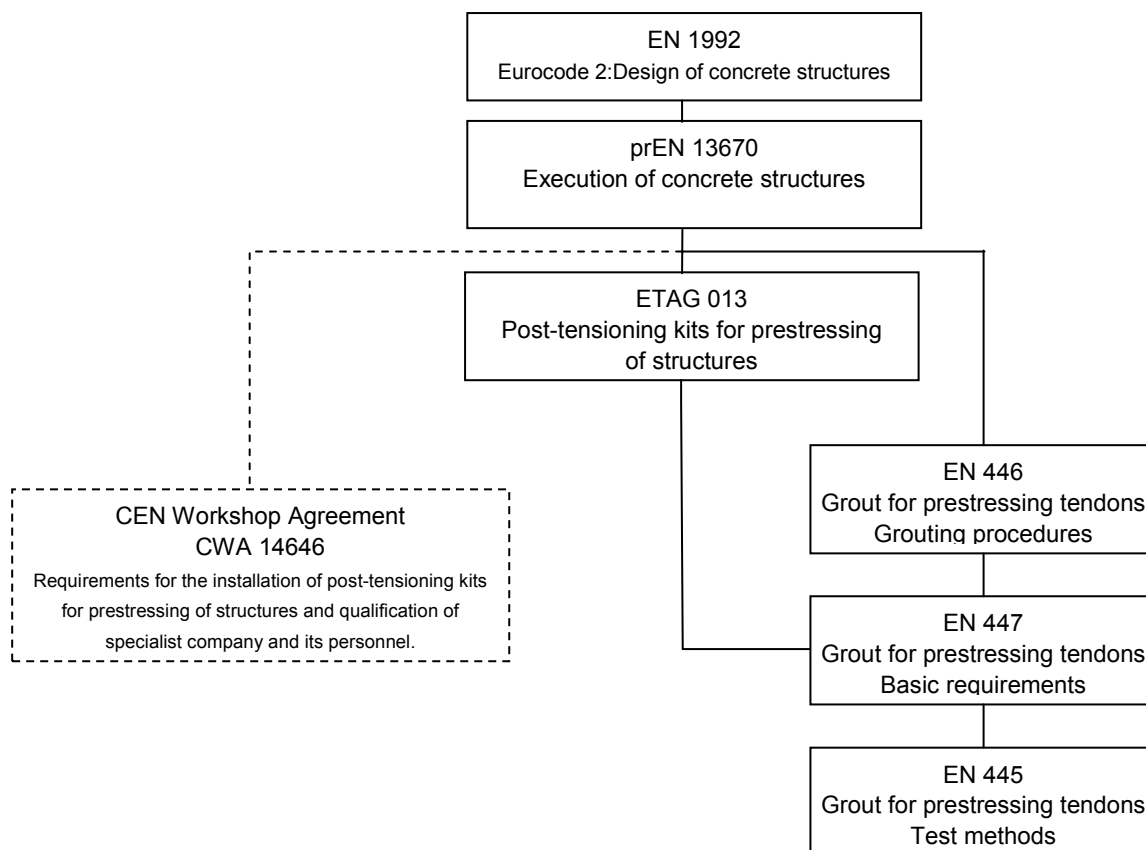 EN 1992
Eurocode 2:Design of concrete structures
prEN 13670
Execution of concrete structures
ETAG 013
Post-tensioning kits for prestressing
of structures
EN 446
Grout for prestressing tendons
Grouting procedures
CEN Workshop Agreement
CWA 14646
Requirements for the installation of post-tensioning kits
for prestressing of structures and qualification of
specialist company and its personnel.
EN 447
Grout for prestressing tendons
Basic requirements
EN 445
Grout for prestressing tendons
Test methods